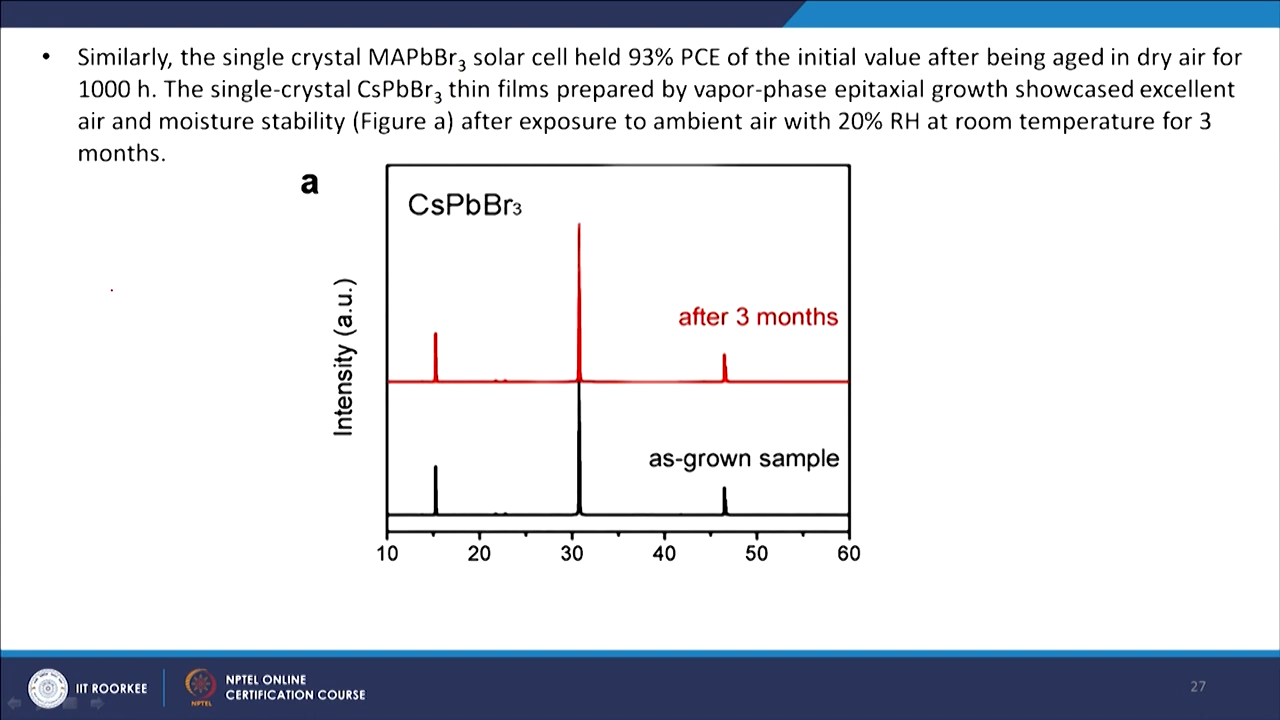 • Similarly, the single crystal MAPbBr₃ solar cell held 93% PCE of the initial value after being aged in dry air for
1000 h. The single-crystal CsPbBr₃ thin films prepared by vapor-phase epitaxial growth showcased excellent
air and moisture stability (Figure a) after exposure to ambient air with 20% RH at room temperature for 3
months.
a
CsPbBr₃
Intensity (a.u.)
after 3 months
as-grown sample
10 20 30 40 50 60
IIT ROORKEE
NPTEL
NPTEL ONLINE
CERTIFICATION COURSE
27